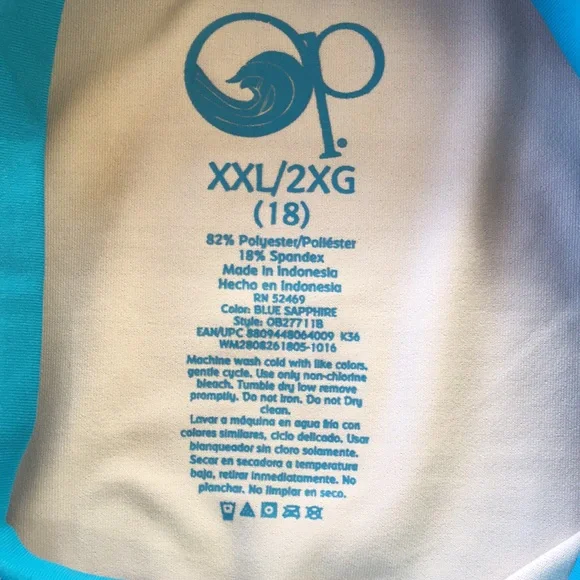 Op.
XXL/2XG
(18)
82% Polyester/Poliéster
18% Spandex
Made in Indonesia
Hecho en Indonesia
RN 52469
Color: BLUE SAPPHIRE
Style: OB27711B
EAN/UPC 8809448064009 K36
WM2808261805-1016
Machine wash cold with like colors,
gentle cycle. Use only non-chlorine
bleach. Tumble dry low remove
promptly. Do not Iron. Do not Dry
clean.
Lavar a máquina en agua fría con
colores similares, ciclo delicado. Usar
blanqueador sin cloro solamente.
Secar en secadora a temperatura
baja, retirar inmediatamente. No
planchar. No limpiar en seco.